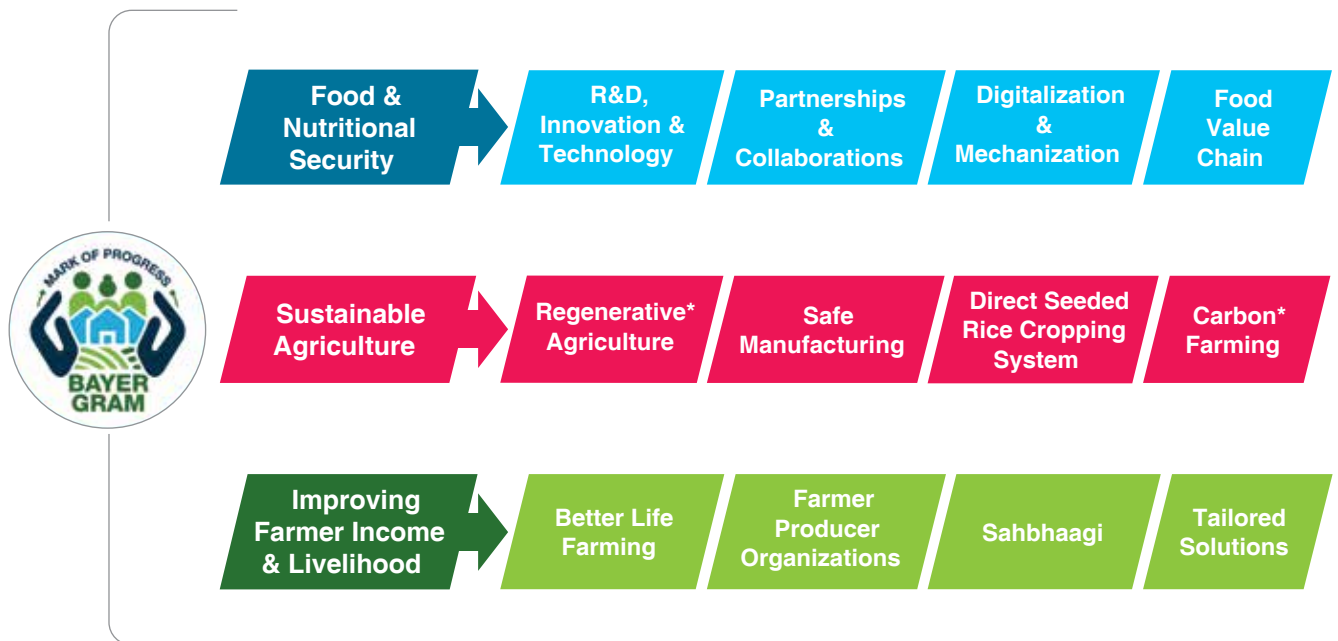 Food &
Nutritional
Security
R&D,
Innovation &
Technology
Partnerships
&
Collaborations
Digitalization
&
Mechanization
Food
Value
Chain
MARK OF PROGRESS
BAYER
GRAM
Sustainable
Agriculture
Regenerative*
Agriculture
Safe
Manufacturing
Direct Seeded
Rice Cropping
System
Carbon*
Farming
Improving
Farmer Income
& Livelihood
Better Life
Farming
Farmer
Producer
Organizations
Sahbhaagi
Tailored
Solutions